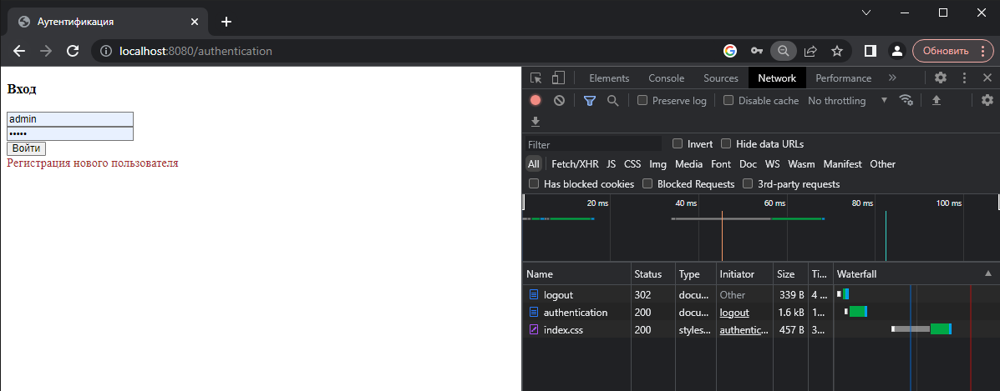 Аутентификация
localhost:8080/authentication
Обновить
Вход
admin
•••••
Войти
Регистрация нового пользователя
Elements Console Sources Network Performance »
Preserve log Disable cache No throttling
Filter Invert Hide data URLs
All Fetch/XHR JS CSS Img Media Font Doc WS Wasm Manifest Other
Has blocked cookies Blocked Requests 3rd-party requests
20 ms 40 ms 60 ms 80 ms 100 ms
Name Status Type Initiator Size Ti... Waterfall
logout 302 docu... Other 339 B 4 ...
authentication 200 docu... logout 1.6 kB 1...
index.css 200 styles... authentic... 457 B 3...